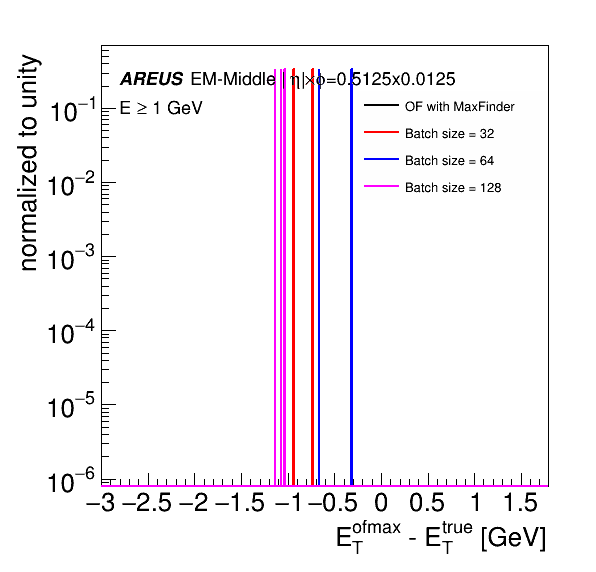 normalized to unity
AREUS EM-Middle |η|×ϕ=0.5125x0.0125
E ≥ 1 GeV
OF with MaxFinder
Batch size = 32
Batch size = 64
Batch size = 128
10⁻¹
10⁻²
10⁻³
10⁻⁴
10⁻⁵
10⁻⁶
−3 −2.5 −2 −1.5 −1 −0.5 0 0.5 1 1.5
E_T^ofmax - E_T^true [GeV]